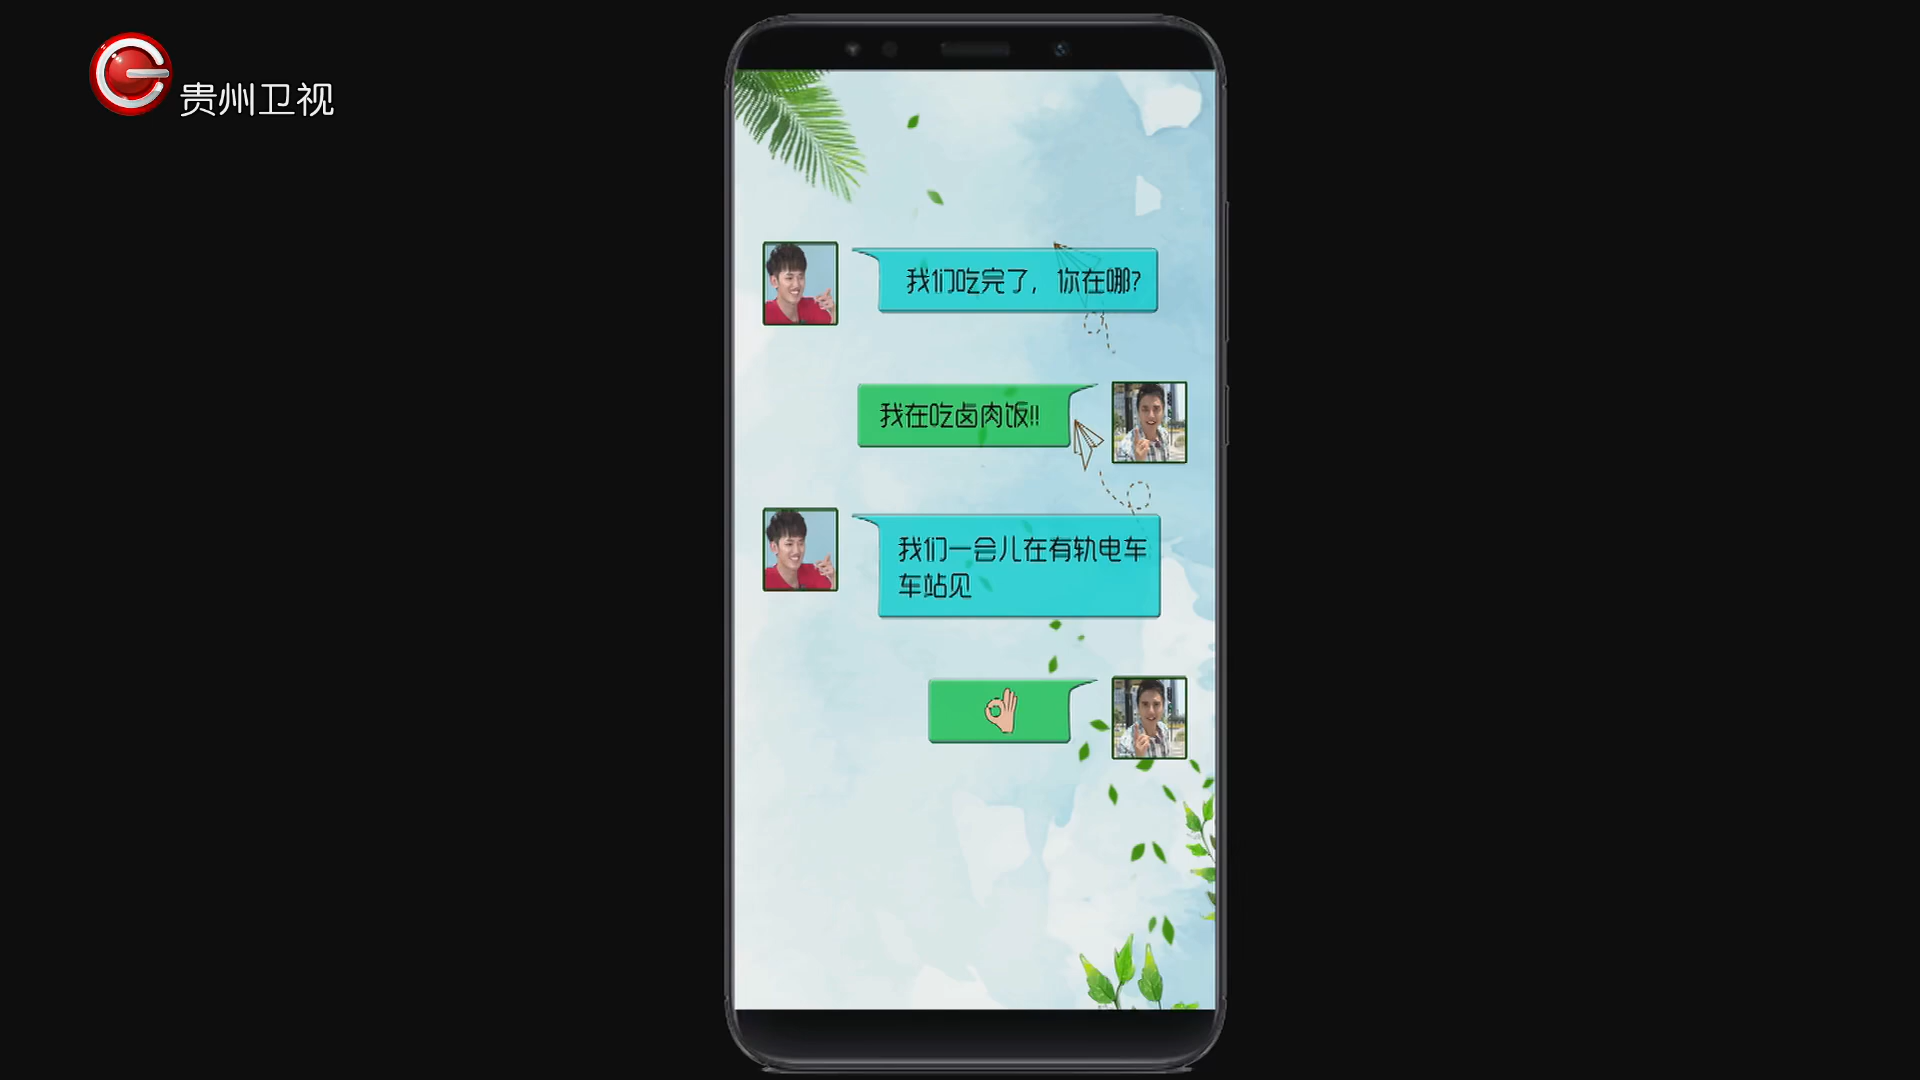 贵州卫视
我们吃完了，你在哪?
我在吃卤肉饭!!
我们一会儿在有轨电车
车站见